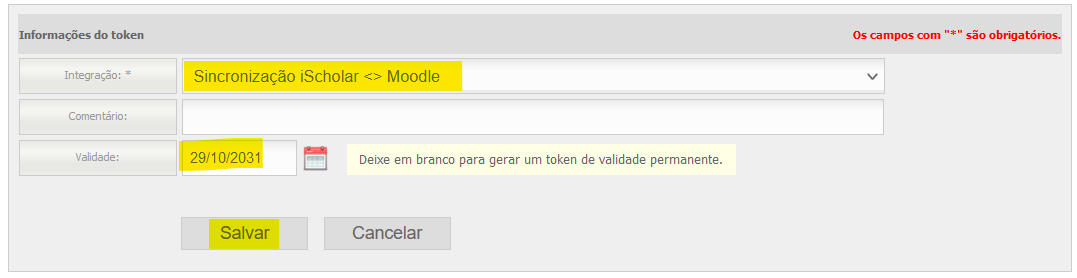 Informações do token
Os campos com "*" são obrigatórios.
Integração: *
Sincronização iScholar <> Moodle
Comentário:
Validade:
29/10/2031
Deixe em branco para gerar um token de validade permanente.
Salvar
Cancelar